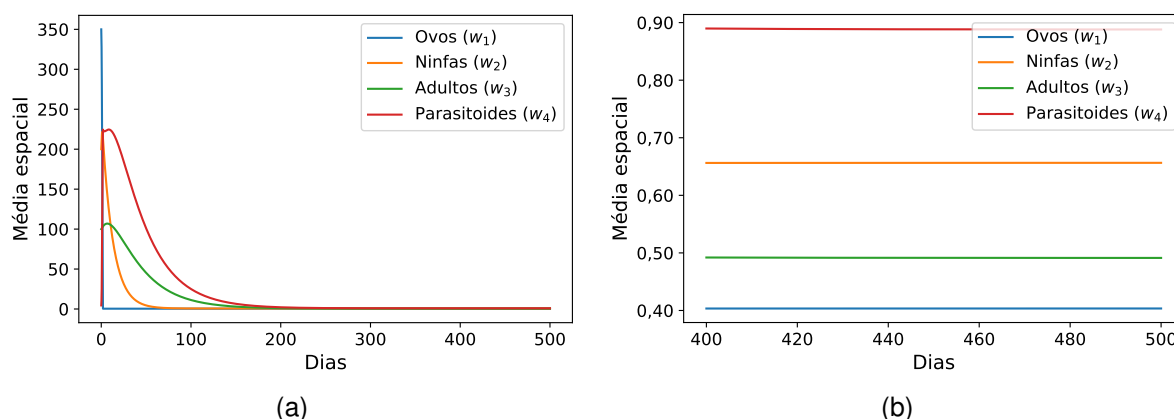 350
300
250
200
150
100
50
0
Média espacial
0 100 200 300 400 500
Dias
Ovos (w1)
Ninfas (w2)
Adultos (w3)
Parasitoides (w4)
(a)
0,90
0,80
0,70
0,60
0,50
0,40
Média espacial
400 420 440 460 480 500
Dias
Ovos (w1)
Ninfas (w2)
Adultos (w3)
Parasitoides (w4)
(b)